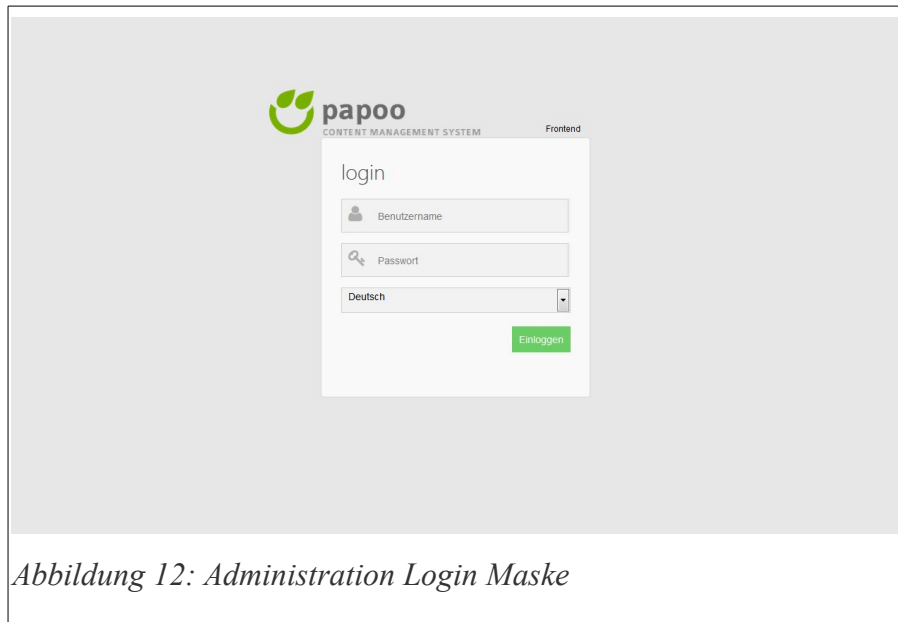 papoo
CONTENT MANAGEMENT SYSTEM
Frontend
login
Benutzername
Passwort
Deutsch
Einloggen
Abbildung 12: Administration Login Maske